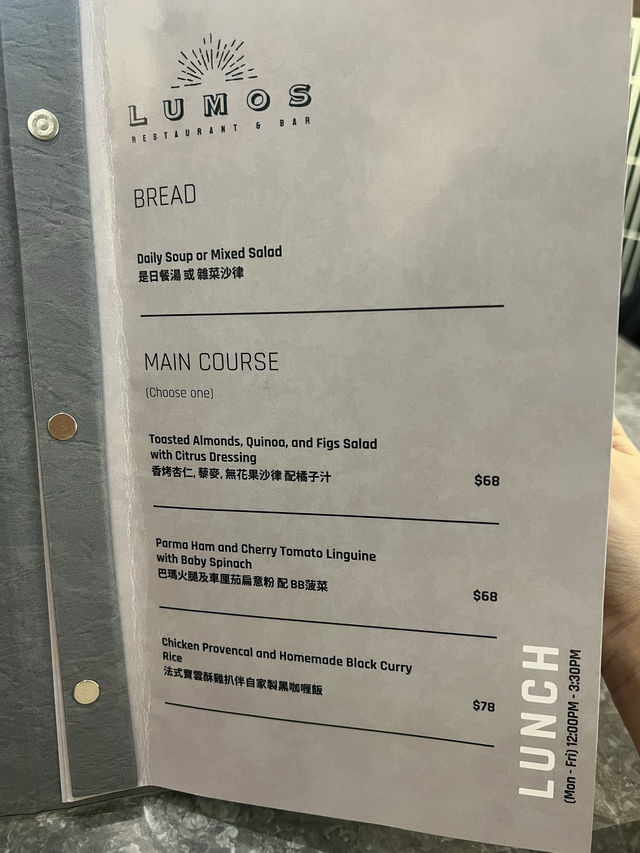 LUMOS
RESTAURANT & BAR
BREAD
Daily Soup or Mixed Salad
是日餐湯 或 雜菜沙律
MAIN COURSE
(Choose one)
Toasted Almonds, Quinoa, and Figs Salad
with Citrus Dressing
香烤杏仁, 藜麥, 無花果沙律 配橘子汁
$68
Parma Ham and Cherry Tomato Linguine
with Baby Spinach
巴瑪火腿及車厘茄扁意粉 配 BB菠菜
$68
Chicken Provencal and Homemade Black Curry
Rice
法式寶雲酥雞扒伴自家製黑咖喱飯
$78
LUNCH
(Mon - Fri) 12:00PM - 3:30PM